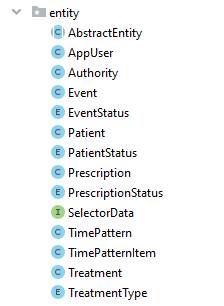 entity
C AbstractEntity
C AppUser
C Authority
C Event
E EventStatus
C Patient
E PatientStatus
C Prescription
E PrescriptionStatus
I SelectorData
C TimePattern
C TimePatternItem
C Treatment
E TreatmentType